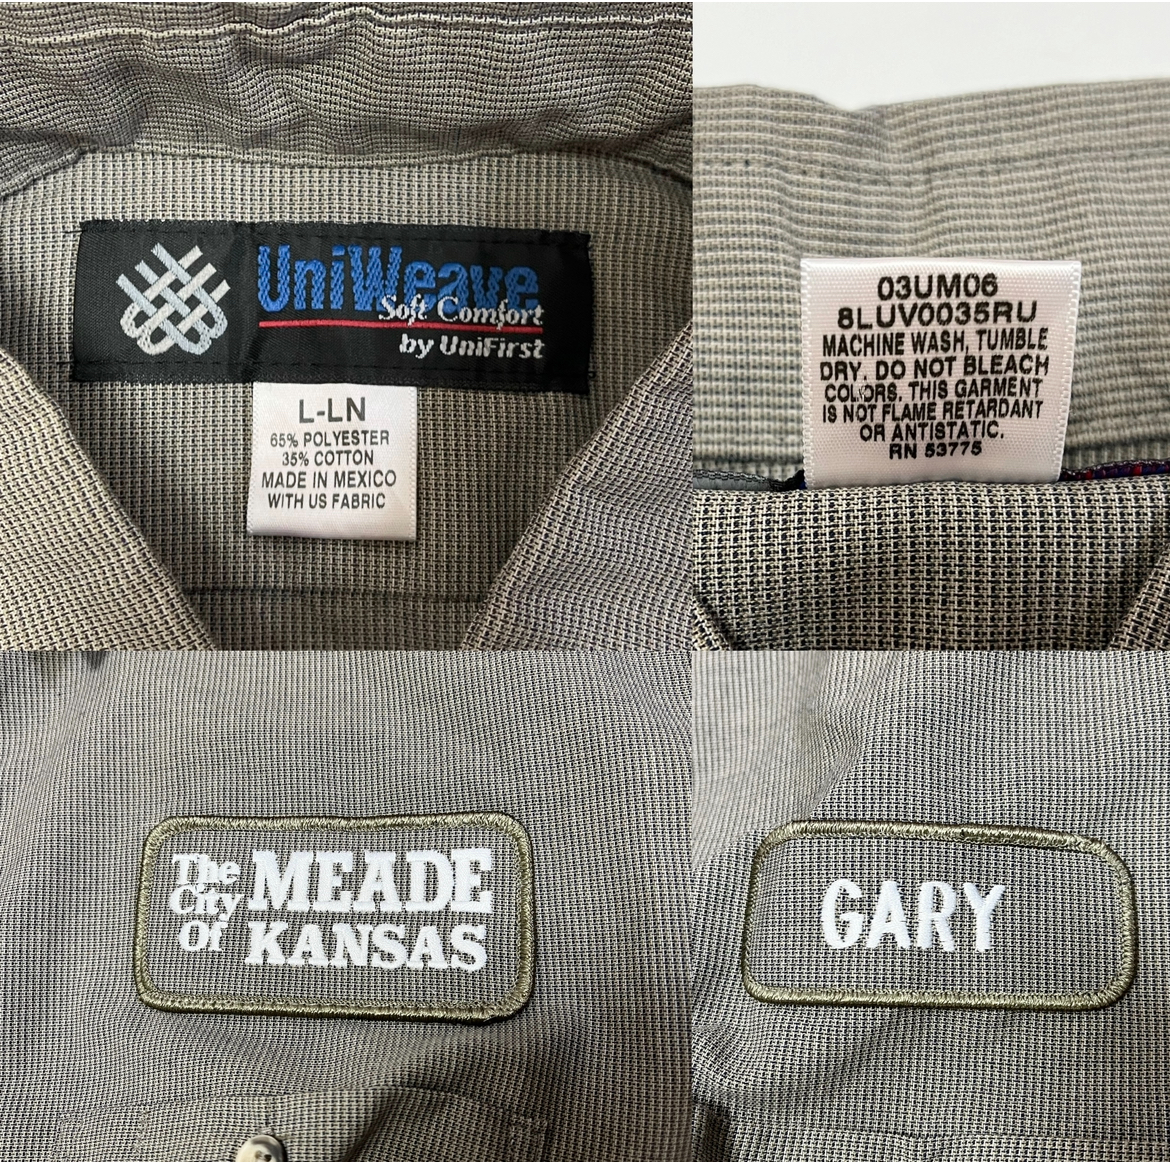 UniWeave
Soft Comfort
by UniFirst
L-LN
65% POLYESTER
35% COTTON
MADE IN MEXICO
WITH US FABRIC
03UM06
8LUV0035RU
MACHINE WASH, TUMBLE
DRY. DO NOT BLEACH
COLORS. THIS GARMENT
IS NOT FLAME RETARDANT
OR ANTISTATIC.
RN 53775
The City Of MEADE
KANSAS
GARY